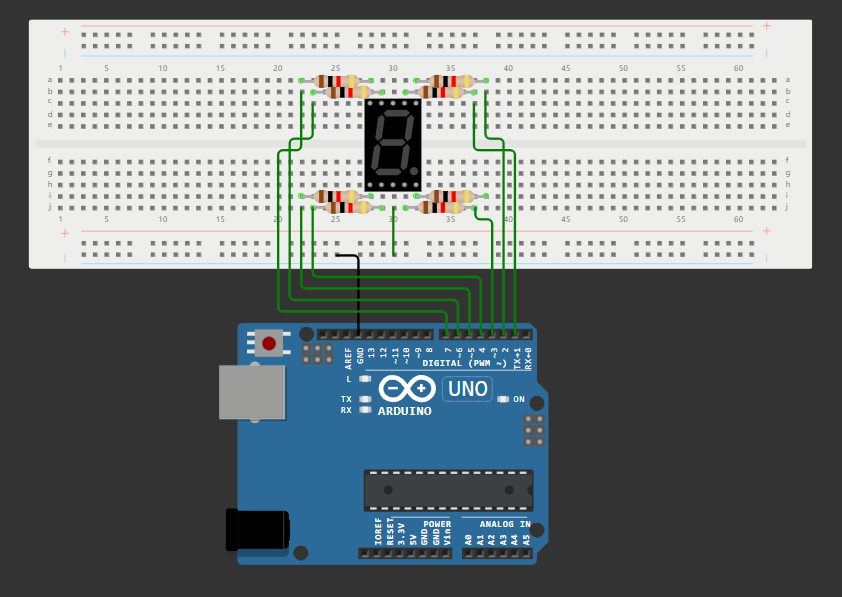 + +
1 5 10 15 20 25 30 35 40 45 50 55 60
a a
b b
c c
d d
e e
f f
g g
h h
i i
j j
1 5 10 15 20 25 30 35 40 45 50 55 60
+ +
AREF
GND
13
12
~11
~10
~9
8
7
~6
~5
4
~3
2
TX→1
RX←0
DIGITAL (PWM ~)
L
TX
RX
UNO
ON
ARDUINO
POWER
ANALOG IN
IOREF
RESET
3.3V
5V
GND
GND
Vin
A0
A1
A2
A3
A4
A5